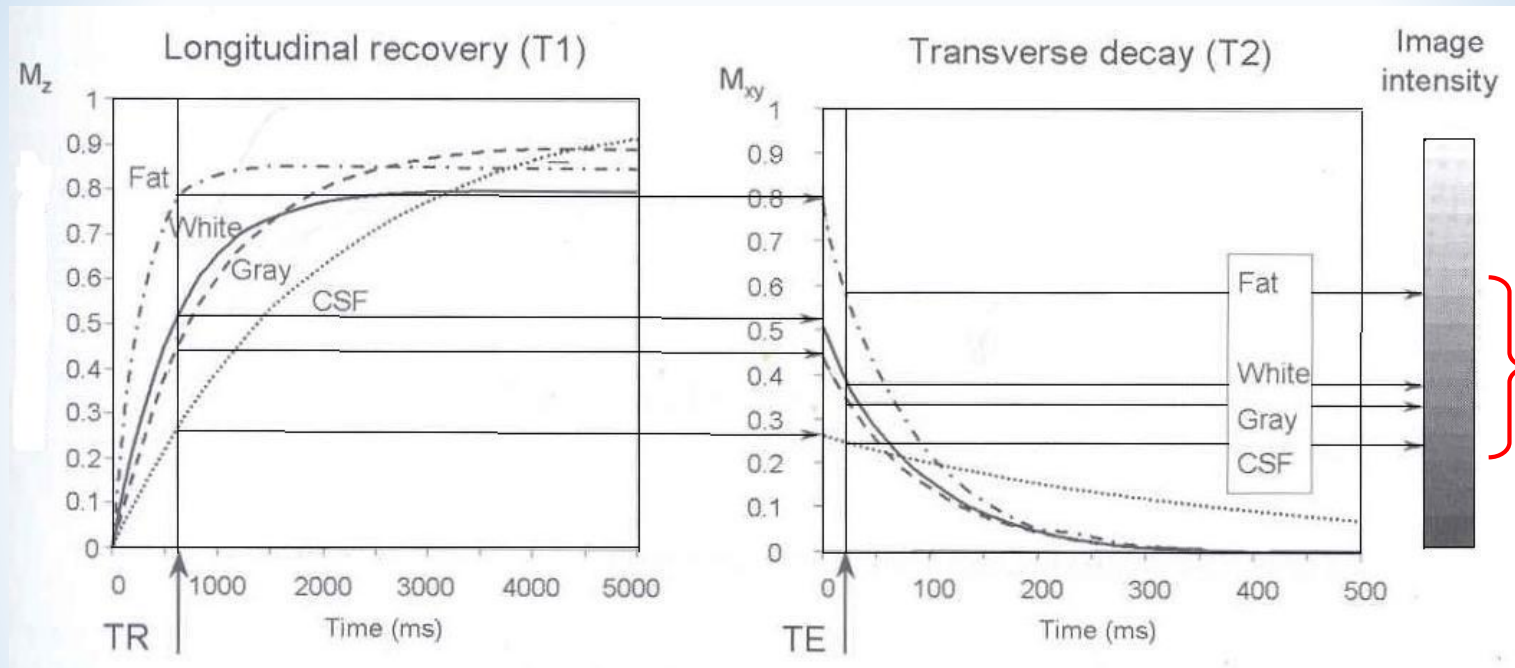 Longitudinal recovery (T1)
Mz
1
0.9
0.8
0.7
0.6
0.5
0.4
0.3
0.2
0.1
0
Fat
White
Gray
CSF
0 1000 2000 3000 4000 5000
TR
Time (ms)
Transverse decay (T2)
Mxy
1
0.9
0.8
0.7
0.6
0.5
0.4
0.3
0.2
0.1
0
Fat
White
Gray
CSF
0 100 200 300 400 500
TE
Time (ms)
Image
intensity